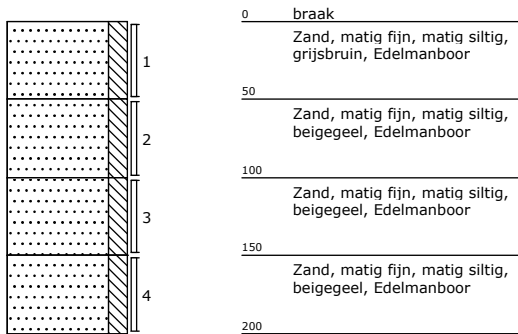 0 braak
1 Zand, matig fijn, matig siltig,
grijsbruin, Edelmanboor
50
2 Zand, matig fijn, matig siltig,
beigegeel, Edelmanboor
100
3 Zand, matig fijn, matig siltig,
beigegeel, Edelmanboor
150
4 Zand, matig fijn, matig siltig,
beigegeel, Edelmanboor
200